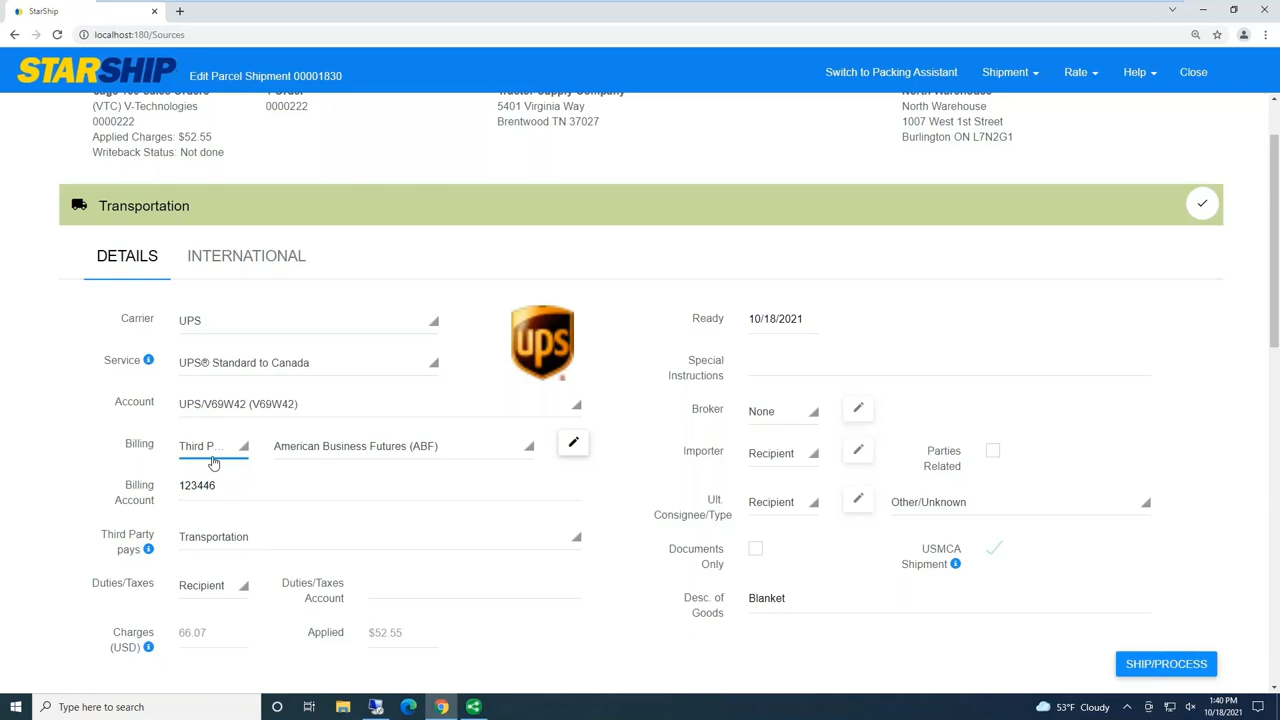 StarShip
localhost:180/Sources
STARSHIP Edit Parcel Shipment 00001830 Switch to Packing Assistant Shipment Rate Help Close
(VTC) V-Technologies 0000222 5401 Virginia Way North Warehouse
0000222 Brentwood TN 37027 1007 West 1st Street
Applied Charges: $52.55 Burlington ON L7N2G1
Writeback Status: Not done
Transportation
DETAILS INTERNATIONAL
Carrier UPS
Service UPS® Standard to Canada
Account UPS/V69W42 (V69W42)
Billing Third P... American Business Futures (ABF)
Billing Account 123446
Third Party pays Transportation
Duties/Taxes Recipient Duties/Taxes Account
Charges (USD) 66.07 Applied $52.55
ups
Ready 10/18/2021
Special Instructions
Broker None
Importer Recipient Parties Related
Ult. Consignee/Type Recipient Other/Unknown
Documents Only USMCA Shipment
Desc. of Goods Blanket
SHIP/PROCESS
Type here to search
53°F Cloudy
1:40 PM
10/18/2021